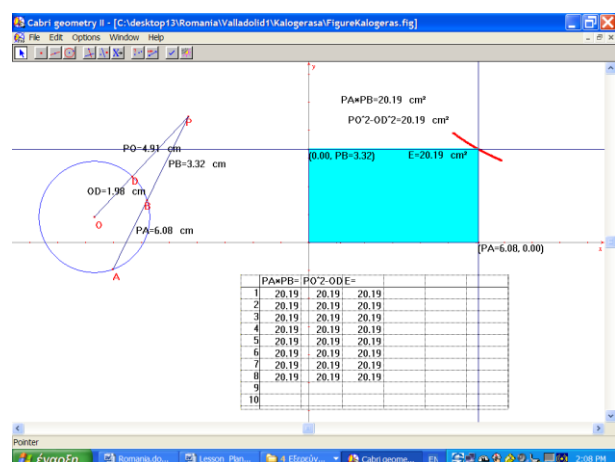 Cabri geometry II - [C:\desktop13\Romania\Valladolid1\Kalogerasa\FigureKalogeras.fig]
File Edit Options Window Help
y
P
PA*PB=20.19 cm²
PO^2-OD^2=20.19 cm²
PO=4.91 cm
PB=3.32 cm
(0.00, PB=3.32)
E=20.19 cm²
D
OD=1.98 cm
B
O
PA=6.08 cm
A
(PA=6.08, 0.00)
x
PA*PB= PO^2-OD E=
1 20.19 20.19 20.19
2 20.19 20.19 20.19
3 20.19 20.19 20.19
4 20.19 20.19 20.19
5 20.19 20.19 20.19
6 20.19 20.19 20.19
7 20.19 20.19 20.19
8 20.19 20.19 20.19
9
10
Pointer
έναρξη Romania.do... Lesson_Plan... 4 Εξερεύν... Cabri geome... EN 2:08 PM